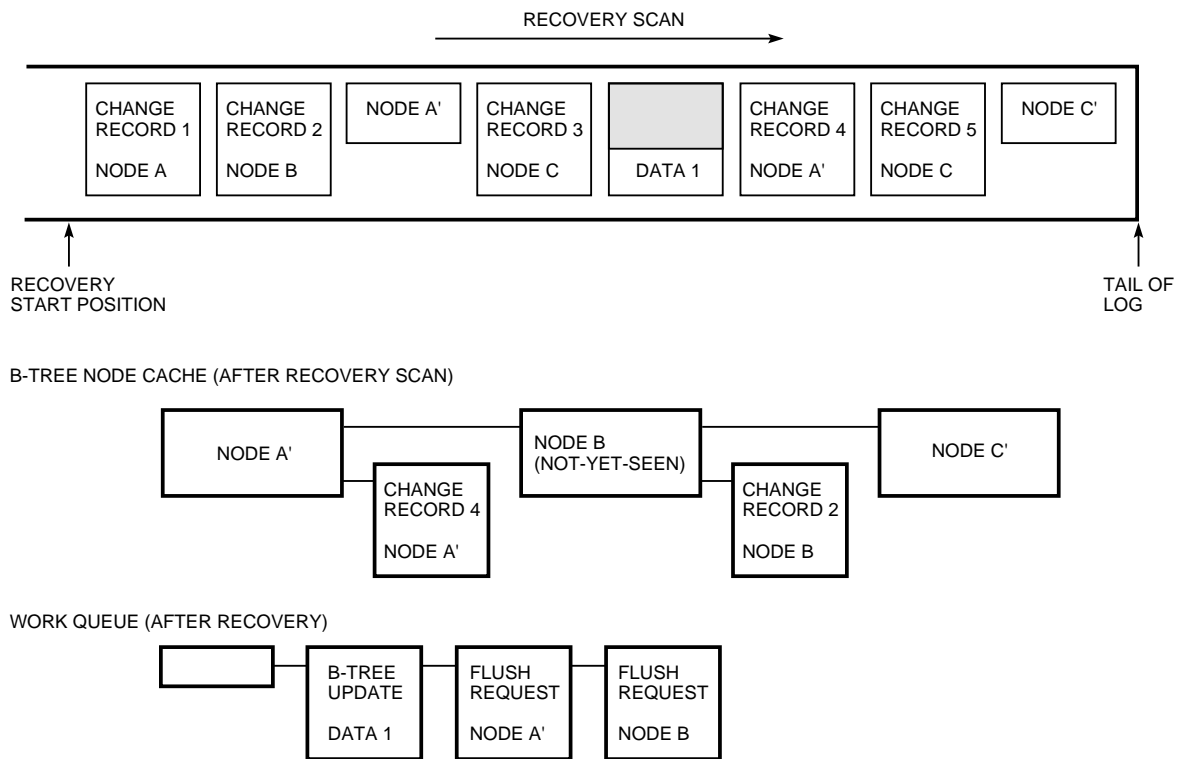 RECOVERY SCAN
CHANGE
RECORD 1
NODE A
CHANGE
RECORD 2
NODE B
NODE A'
CHANGE
RECORD 3
NODE C
DATA 1
CHANGE
RECORD 4
NODE A'
CHANGE
RECORD 5
NODE C
NODE C'
RECOVERY
START POSITION
TAIL OF
LOG
B-TREE NODE CACHE (AFTER RECOVERY SCAN)
NODE A'
CHANGE
RECORD 4
NODE A'
NODE B
(NOT-YET-SEEN)
CHANGE
RECORD 2
NODE B
NODE C'
WORK QUEUE (AFTER RECOVERY)
B-TREE
UPDATE
DATA 1
FLUSH
REQUEST
NODE A'
FLUSH
REQUEST
NODE B